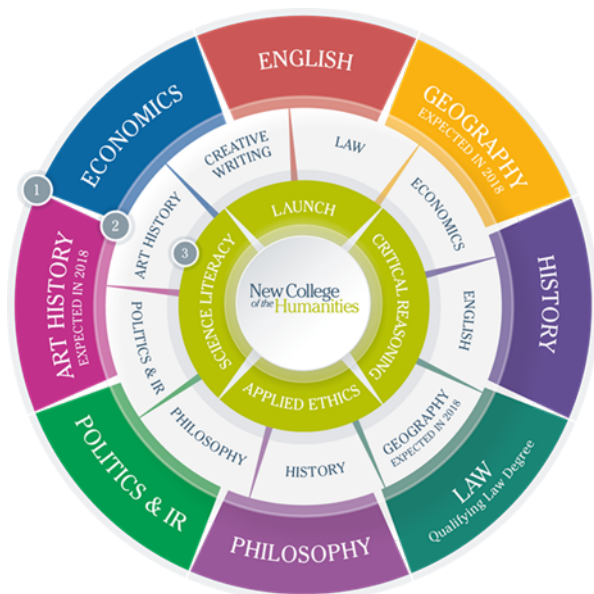 ENGLISH
GEOGRAPHY
EXPECTED IN 2018
HISTORY
LAW
Qualifying Law Degree
PHILOSOPHY
POLITICS & IR
ART HISTORY
EXPECTED IN 2018
ECONOMICS
1
2
3
CREATIVE
WRITING
LAW
ECONOMICS
ENGLISH
GEOGRAPHY
EXPECTED IN 2018
HISTORY
PHILOSOPHY
POLITICS & IR
ART HISTORY
LAUNCH
CRITICAL REASONING
APPLIED ETHICS
SCIENCE LITERACY
New College
of the Humanities